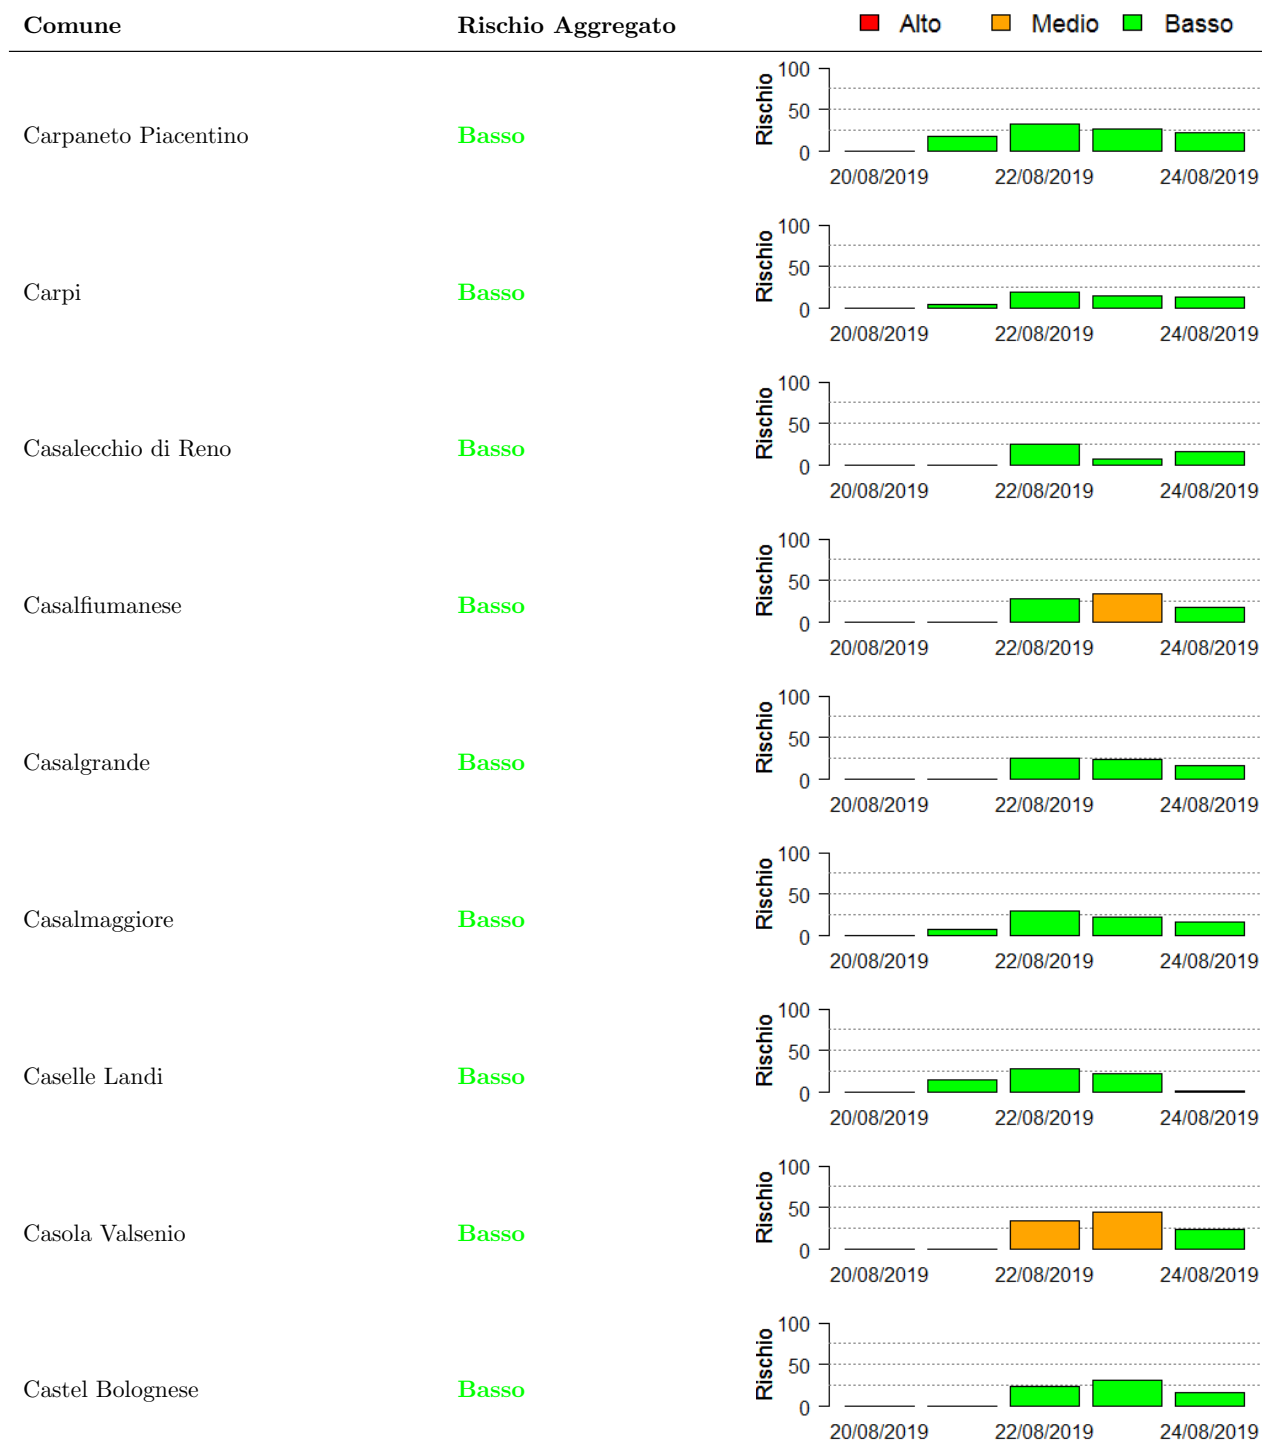 Comune Rischio Aggregato Alto Medio Basso
Carpaneto Piacentino Basso
Rischio
100
50
0
20/08/2019 22/08/2019 24/08/2019
Carpi Basso
Rischio
100
50
0
20/08/2019 22/08/2019 24/08/2019
Casalecchio di Reno Basso
Rischio
100
50
0
20/08/2019 22/08/2019 24/08/2019
Casalfiumanese Basso
Rischio
100
50
0
20/08/2019 22/08/2019 24/08/2019
Casalgrande Basso
Rischio
100
50
0
20/08/2019 22/08/2019 24/08/2019
Casalmaggiore Basso
Rischio
100
50
0
20/08/2019 22/08/2019 24/08/2019
Caselle Landi Basso
Rischio
100
50
0
20/08/2019 22/08/2019 24/08/2019
Casola Valsenio Basso
Rischio
100
50
0
20/08/2019 22/08/2019 24/08/2019
Castel Bolognese Basso
Rischio
100
50
0
20/08/2019 22/08/2019 24/08/2019